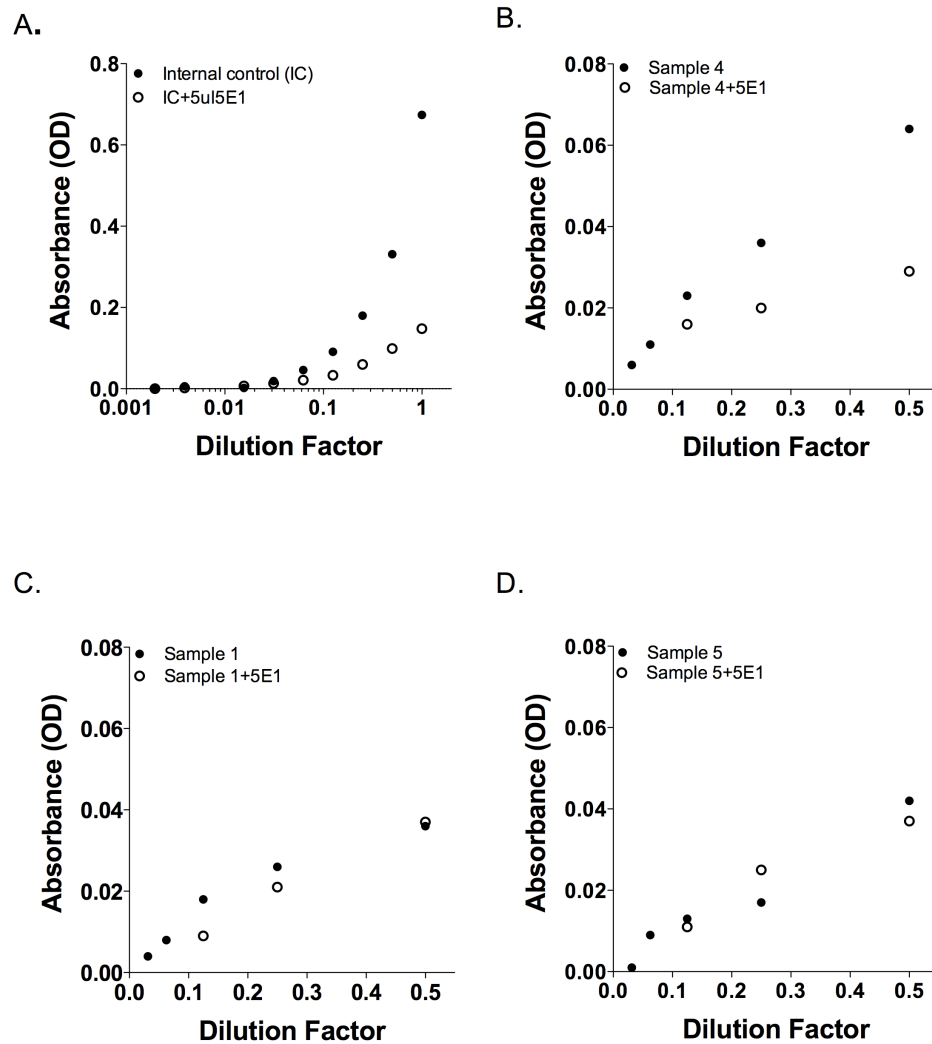 A.
0.8
0.6
0.4
0.2
0.0
Absorbance (OD)
Internal control (IC)
IC+5ul5E1
0.001
0.01
0.1
1
Dilution Factor
B.
0.08
0.06
0.04
0.02
0.00
Absorbance (OD)
Sample 4
Sample 4+5E1
0.0
0.1
0.2
0.3
0.4
0.5
Dilution Factor
C.
0.08
0.06
0.04
0.02
0.00
Absorbance (OD)
Sample 1
Sample 1+5E1
0.0
0.1
0.2
0.3
0.4
0.5
Dilution Factor
D.
0.08
0.06
0.04
0.02
0.00
Absorbance (OD)
Sample 5
Sample 5+5E1
0.0
0.1
0.2
0.3
0.4
0.5
Dilution Factor